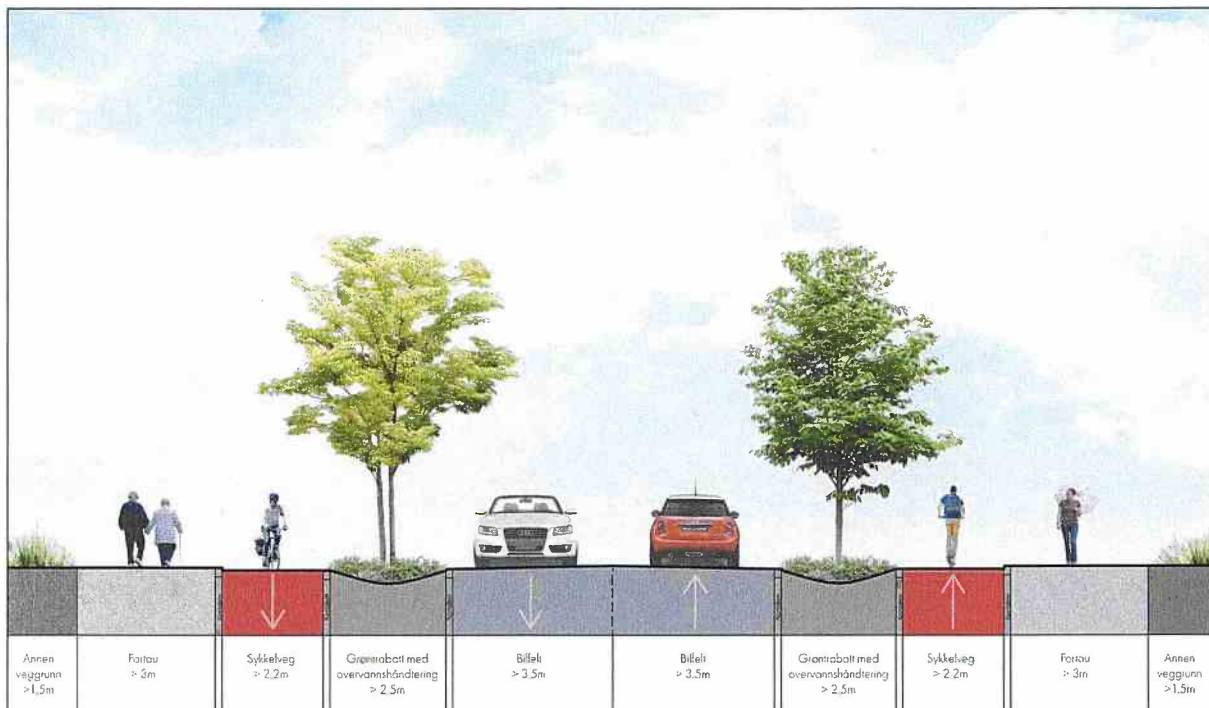 Annen
veggrunn
>1,5m
Fortau
> 3m
Sykkelveg
> 2,2m
Grøntrabatt med
overvannshåndtering
> 2,5m
Bilfelt
> 3,5m
Bilfelt
> 3,5m
Grøntrabatt med
overvannshåndtering
> 2,5m
Sykkelveg
> 2,2m
Fortau
> 3m
Annen
veggrunn
>1,5m